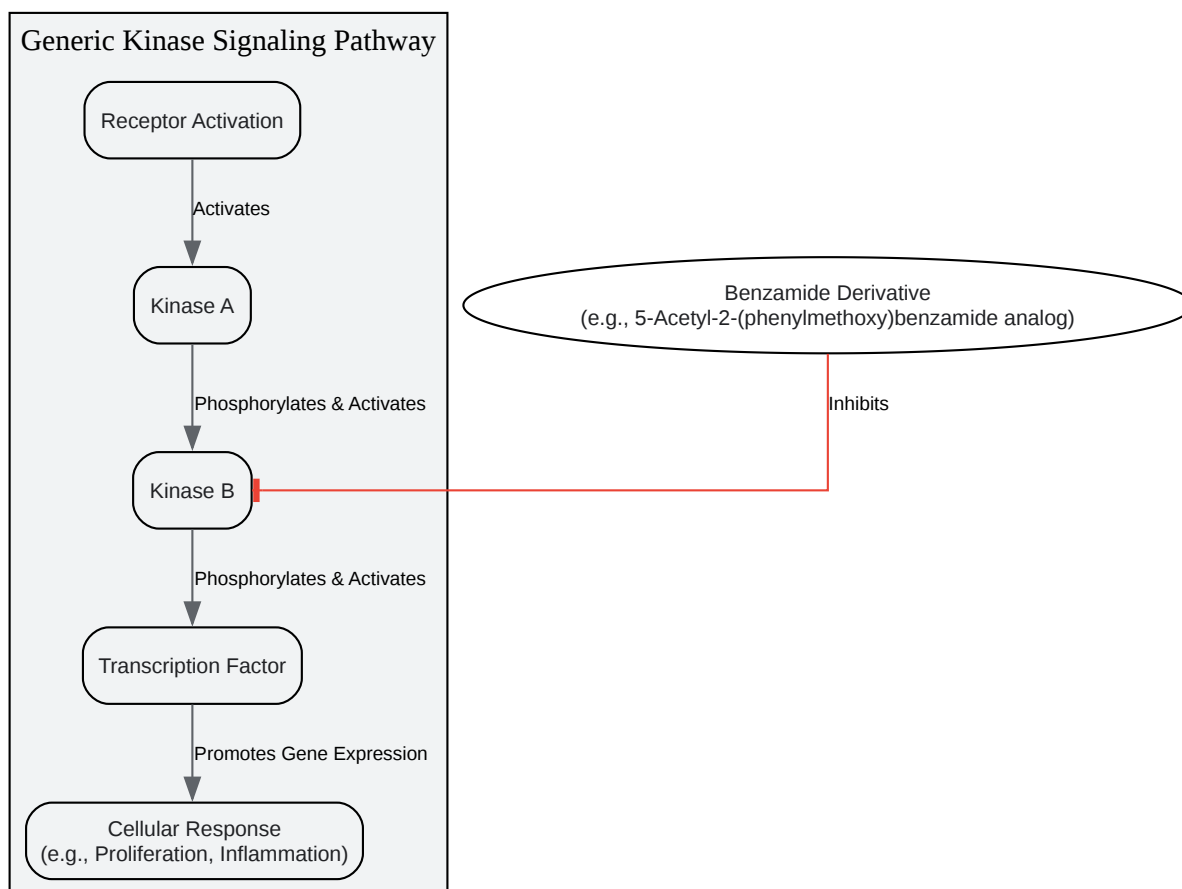 Generic Kinase Signaling Pathway
Receptor Activation
Activates
Kinase A
Benzamide Derivative
(e.g., 5-Acetyl-2-(phenylmethoxy)benzamide analog)
Phosphorylates & Activates
Inhibits
Kinase B
Phosphorylates & Activates
Transcription Factor
Promotes Gene Expression
Cellular Response
(e.g., Proliferation, Inflammation)